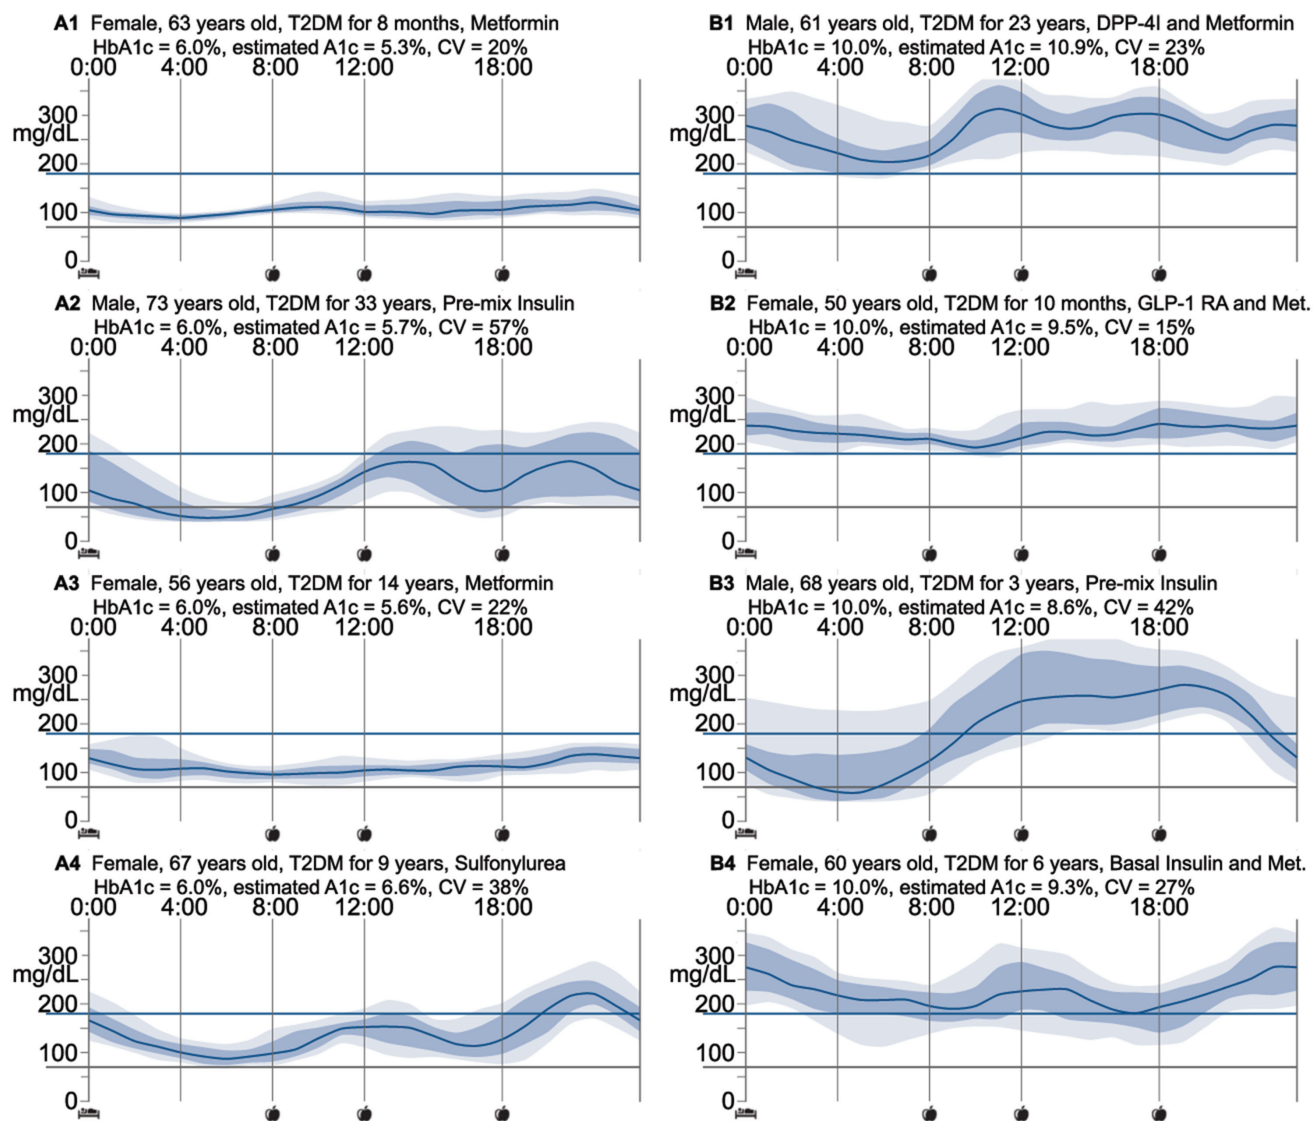 A1 Female, 63 years old, T2DM for 8 months, Metformin
HbA1c = 6.0%, estimated A1c = 5.3%, CV = 20%
0:00 4:00 8:00 12:00 18:00
300
mg/dL
200
100
0
A2 Male, 73 years old, T2DM for 33 years, Pre-mix Insulin
HbA1c = 6.0%, estimated A1c = 5.7%, CV = 57%
0:00 4:00 8:00 12:00 18:00
300
mg/dL
200
100
0
A3 Female, 56 years old, T2DM for 14 years, Metformin
HbA1c = 6.0%, estimated A1c = 5.6%, CV = 22%
0:00 4:00 8:00 12:00 18:00
300
mg/dL
200
100
0
A4 Female, 67 years old, T2DM for 9 years, Sulfonylurea
HbA1c = 6.0%, estimated A1c = 6.6%, CV = 38%
0:00 4:00 8:00 12:00 18:00
300
mg/dL
200
100
0
B1 Male, 61 years old, T2DM for 23 years, DPP-4I and Metformin
HbA1c = 10.0%, estimated A1c = 10.9%, CV = 23%
0:00 4:00 8:00 12:00 18:00
300
mg/dL
200
100
0
B2 Female, 50 years old, T2DM for 10 months, GLP-1 RA and Met.
HbA1c = 10.0%, estimated A1c = 9.5%, CV = 15%
0:00 4:00 8:00 12:00 18:00
300
mg/dL
200
100
0
B3 Male, 68 years old, T2DM for 3 years, Pre-mix Insulin
HbA1c = 10.0%, estimated A1c = 8.6%, CV = 42%
0:00 4:00 8:00 12:00 18:00
300
mg/dL
200
100
0
B4 Female, 60 years old, T2DM for 6 years, Basal Insulin and Met.
HbA1c = 10.0%, estimated A1c = 9.3%, CV = 27%
0:00 4:00 8:00 12:00 18:00
300
mg/dL
200
100
0